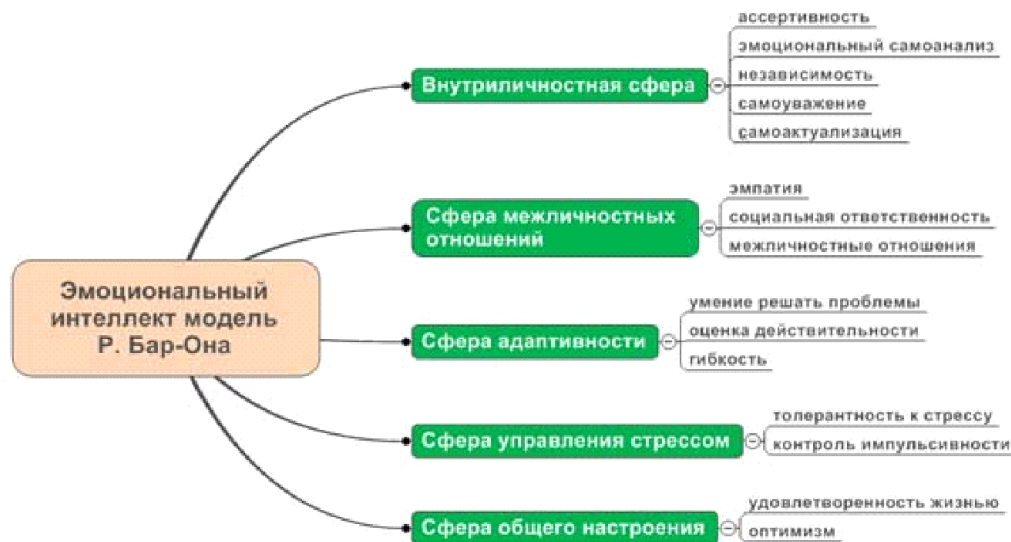 Эмоциональный
интеллект модель
Р. Бар-Она
Внутриличностная сфера
ассертивность
эмоциональный самоанализ
независимость
самоуважение
самоактуализация
Сфера межличностных
отношений
эмпатия
социальная ответственность
межличностные отношения
Сфера адаптивности
умение решать проблемы
оценка действительности
гибкость
Сфера управления стрессом
толерантность к стрессу
контроль импульсивности
Сфера общего настроения
удовлетворенность жизнью
оптимизм